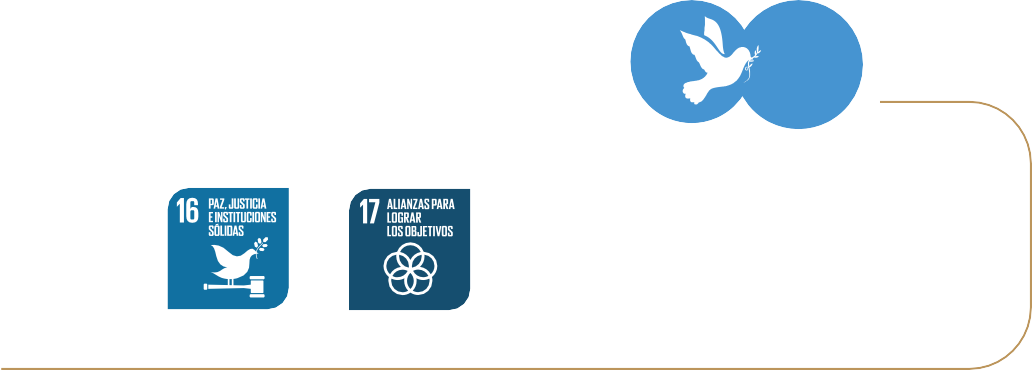 16 PAZ, JUSTICIA
E INSTITUCIONES
SÓLIDAS
17 ALIANZAS PARA
LOGRAR
LOS OBJETIVOS